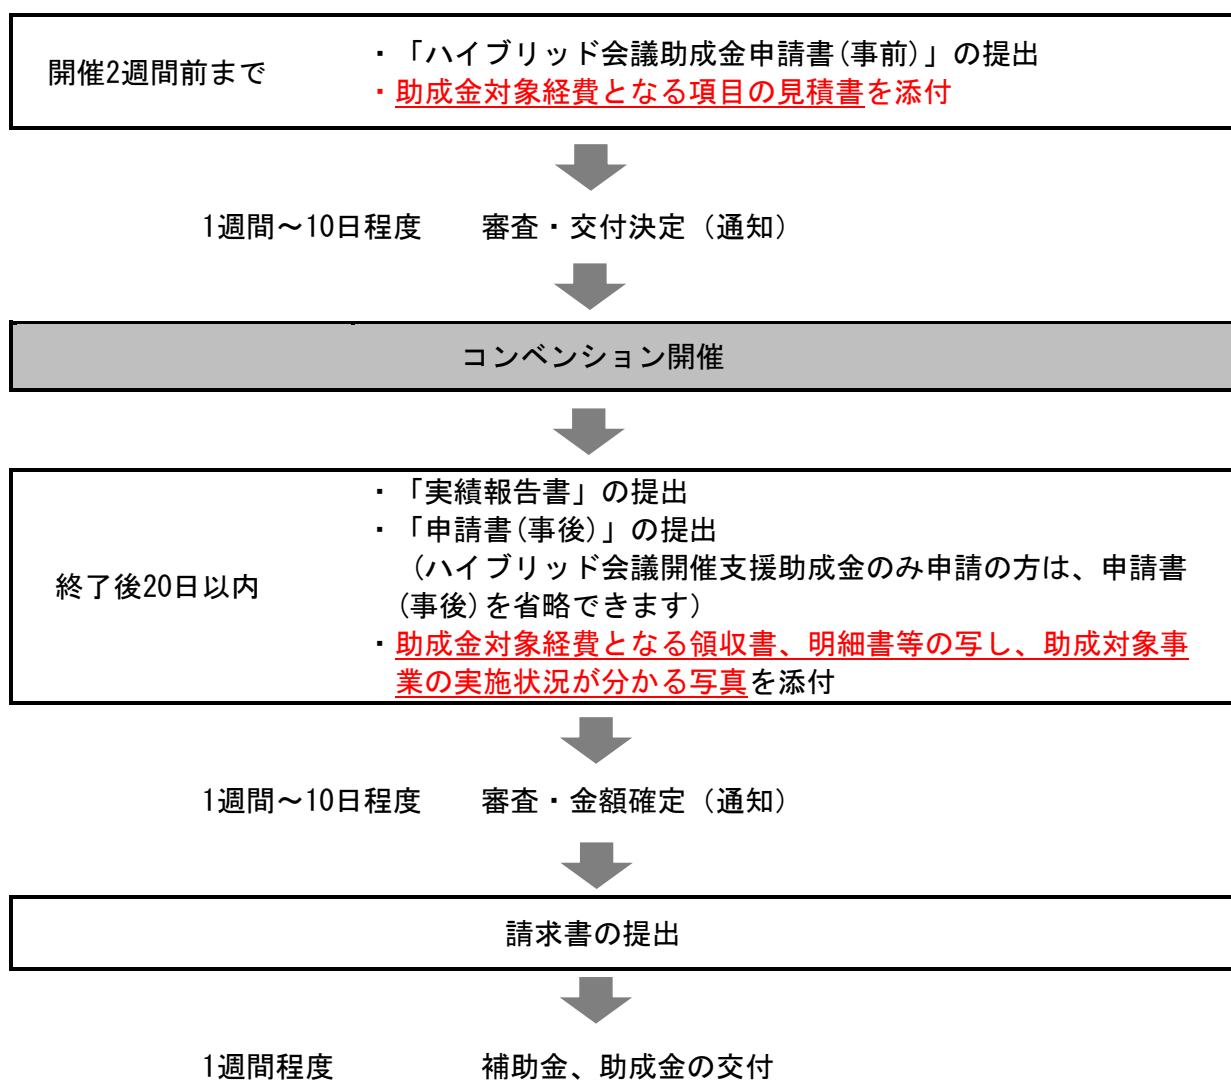 開催2週間前まで
・「ハイブリッド会議助成金申請書(事前)」の提出
・助成金対象経費となる項目の見積書を添付
1週間～10日程度　審査・交付決定（通知）
コンベンション開催
終了後20日以内
・「実績報告書」の提出
・「申請書(事後)」の提出
（ハイブリッド会議開催支援助成金のみ申請の方は、申請書
(事後)を省略できます）
・助成金対象経費となる領収書、明細書等の写し、助成対象事
業の実施状況が分かる写真を添付
1週間～10日程度　審査・金額確定（通知）
請求書の提出
1週間程度　補助金、助成金の交付